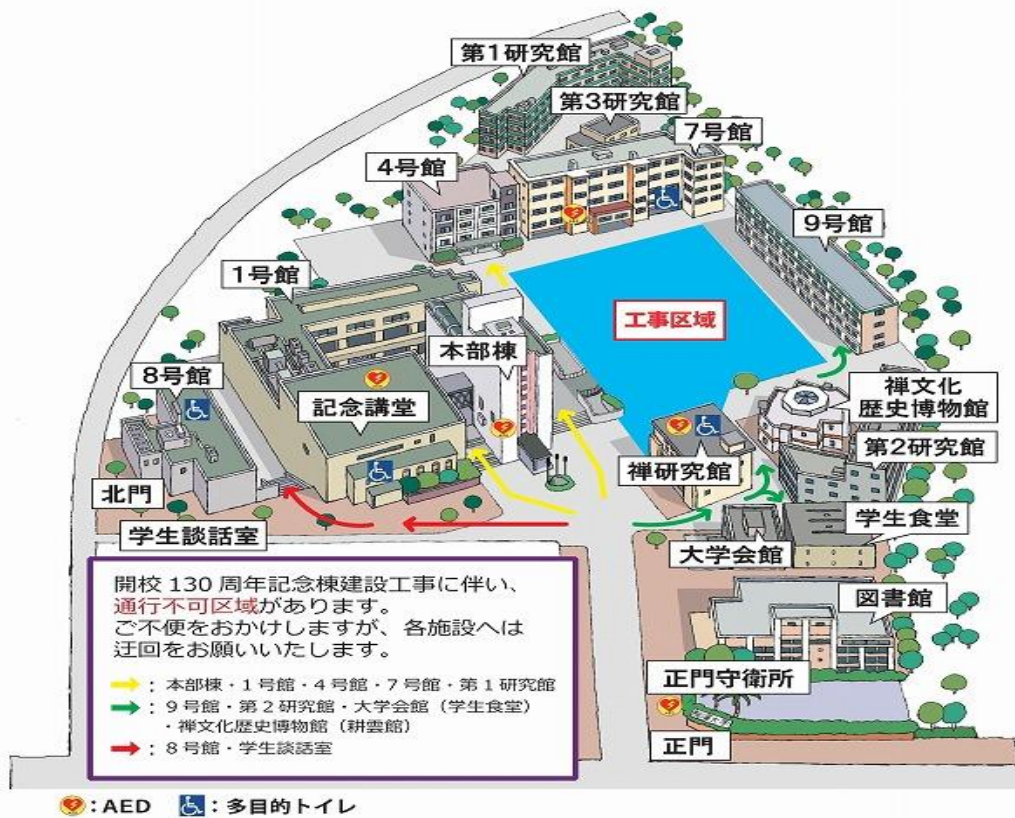 第1研究館
第3研究館
7号館
4号館
9号館
1号館
工事区域
本部棟
8号館
禅文化
歴史博物館
記念講堂
第2研究館
禅研究館
北門
学生食堂
学生談話室
大学会館
開校 130 周年記念棟建設工事に伴い、
通行不可区域があります。
ご不便をおかけしますが、各施設へは
迂回をお願いいたします。
：本部棟・1号館・4号館・7号館・第1研究館
：9号館・第2研究館・大学会館（学生食堂）
・禅文化歴史博物館（耕雲館）
：8号館・学生談話室
図書館
正門守衛所
正門
：AED ：多目的トイレ